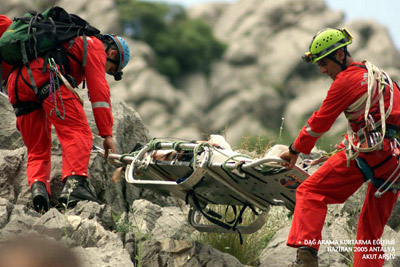 DAĞ ARAMA KURTARMA EĞİTİMİ
HAZİRAN 2005 ANTALYA
AKUT ARŞİV